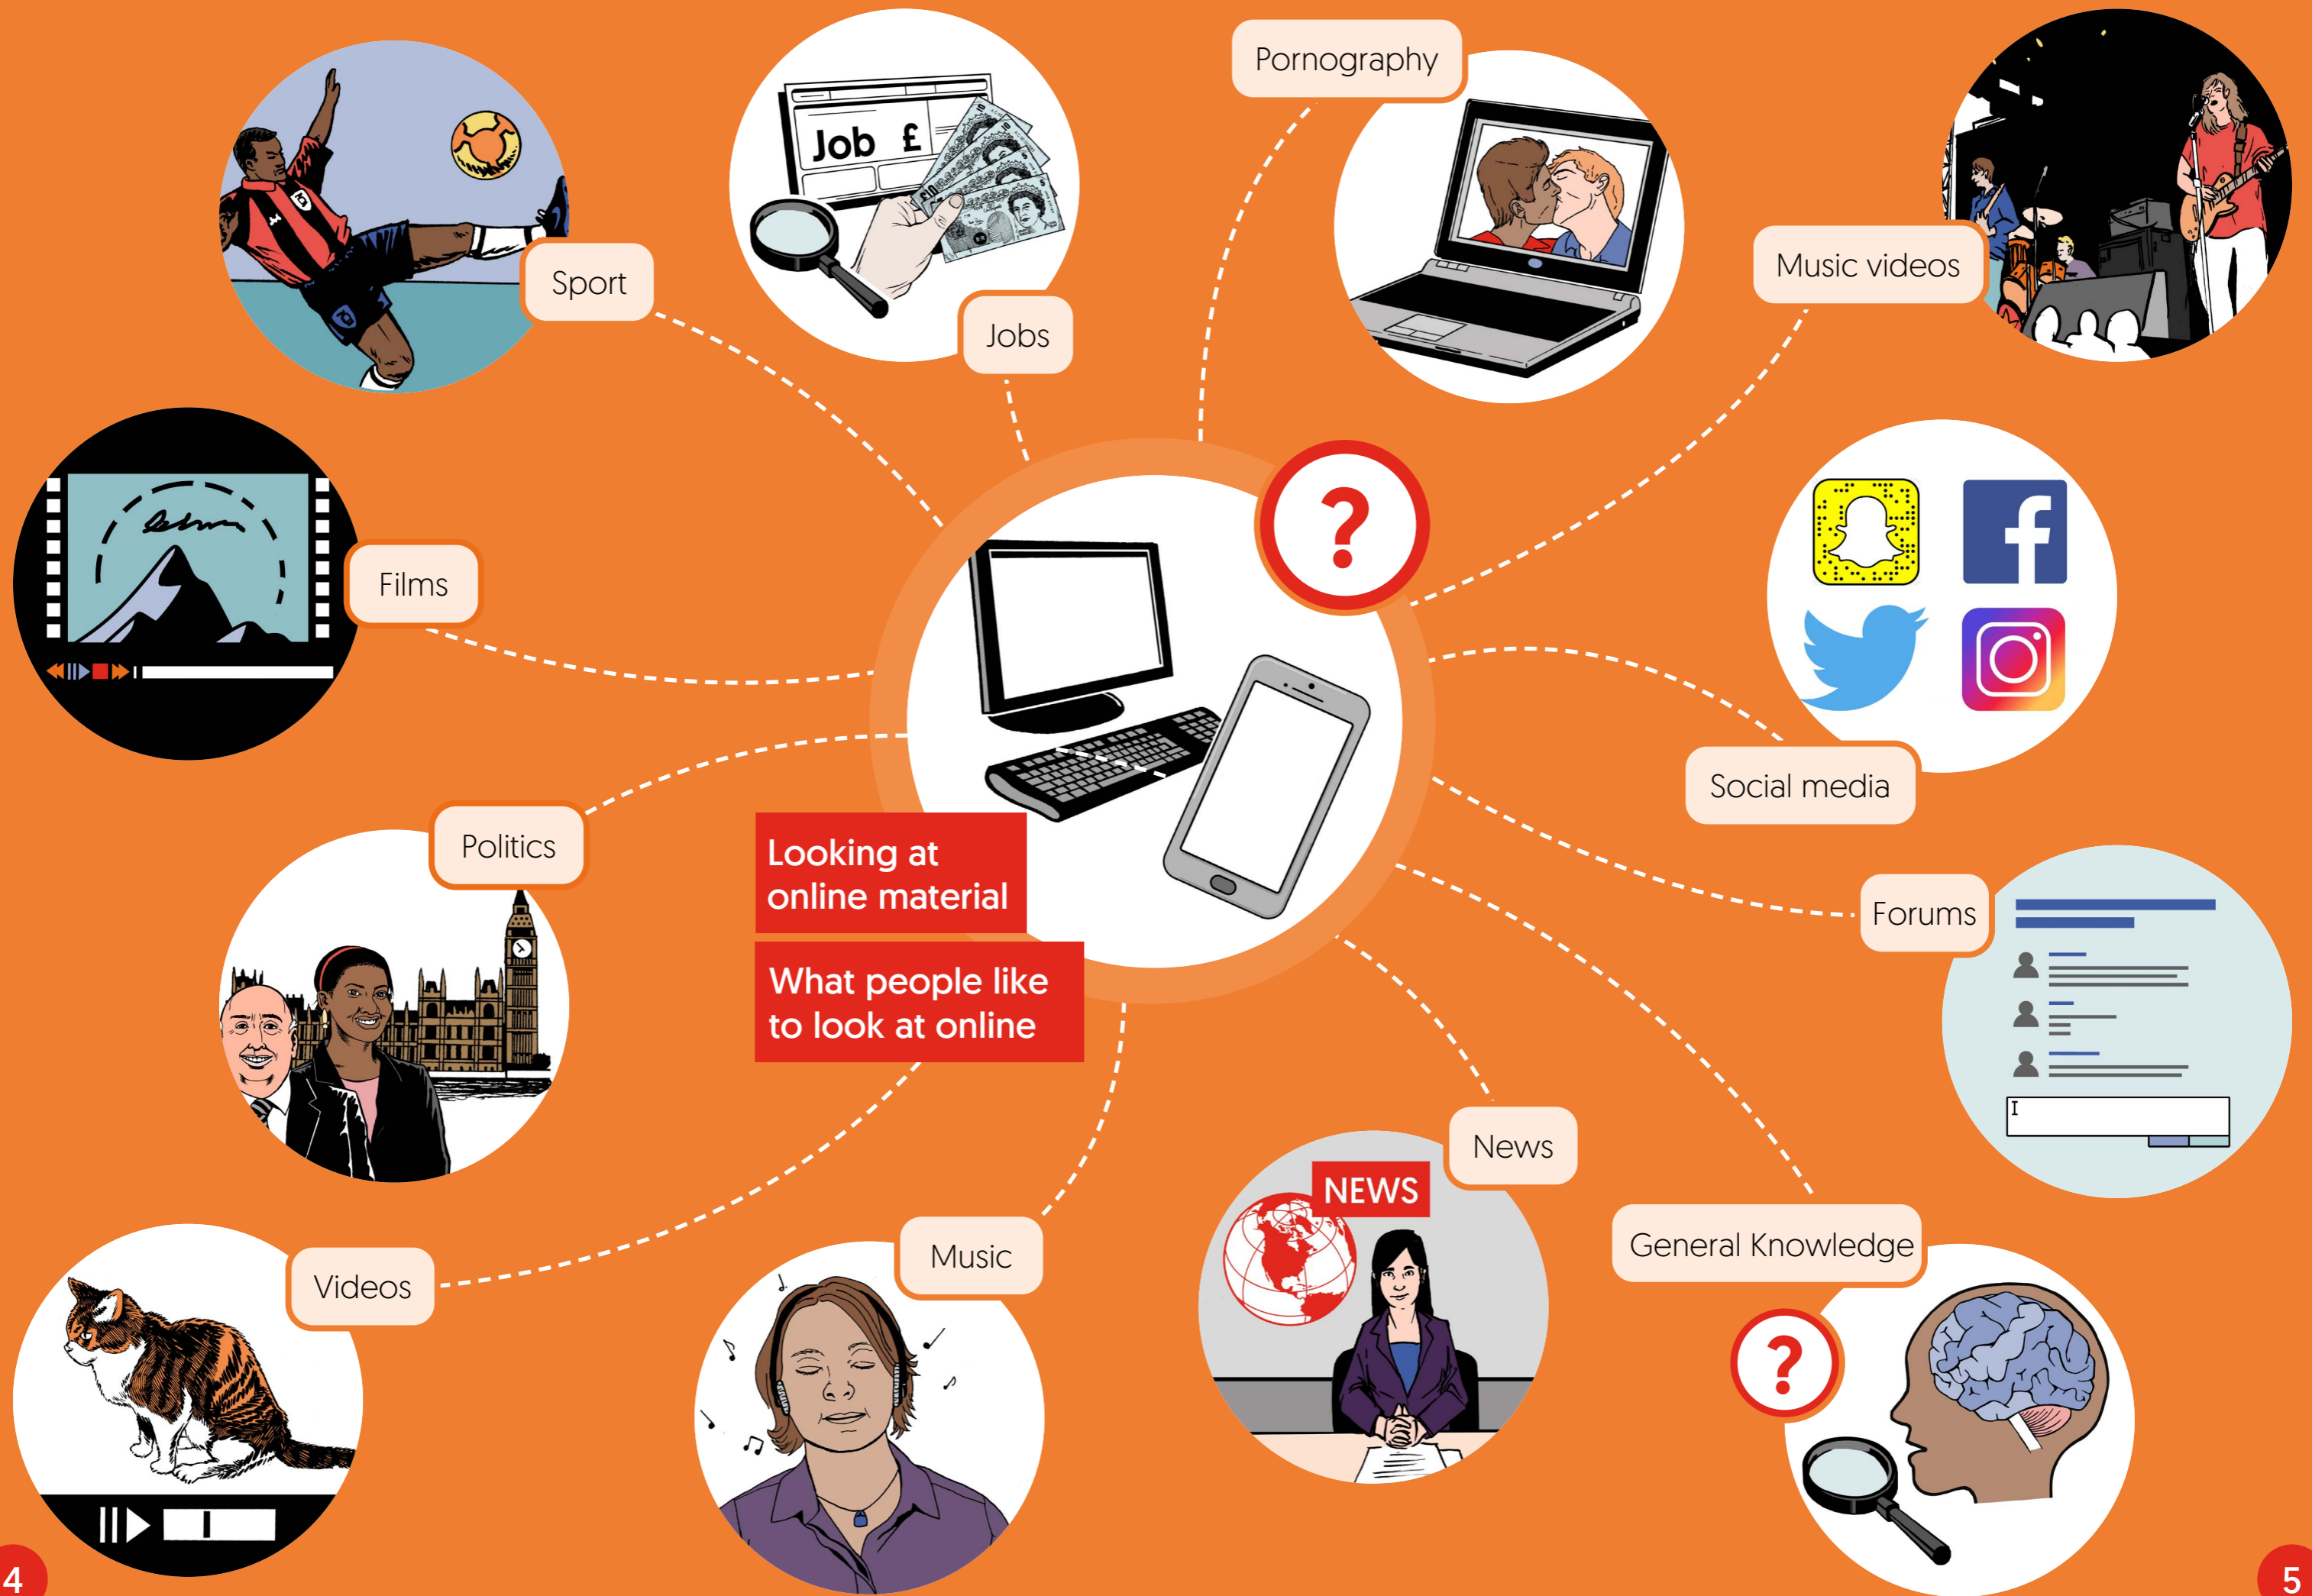 Pornography
Job £
Music videos
Sport
Jobs
?
Films
Social media
Politics
Looking at
online material
Forums
What people like
to look at online
News
NEWS
General Knowledge
Music
Videos
?
4
5